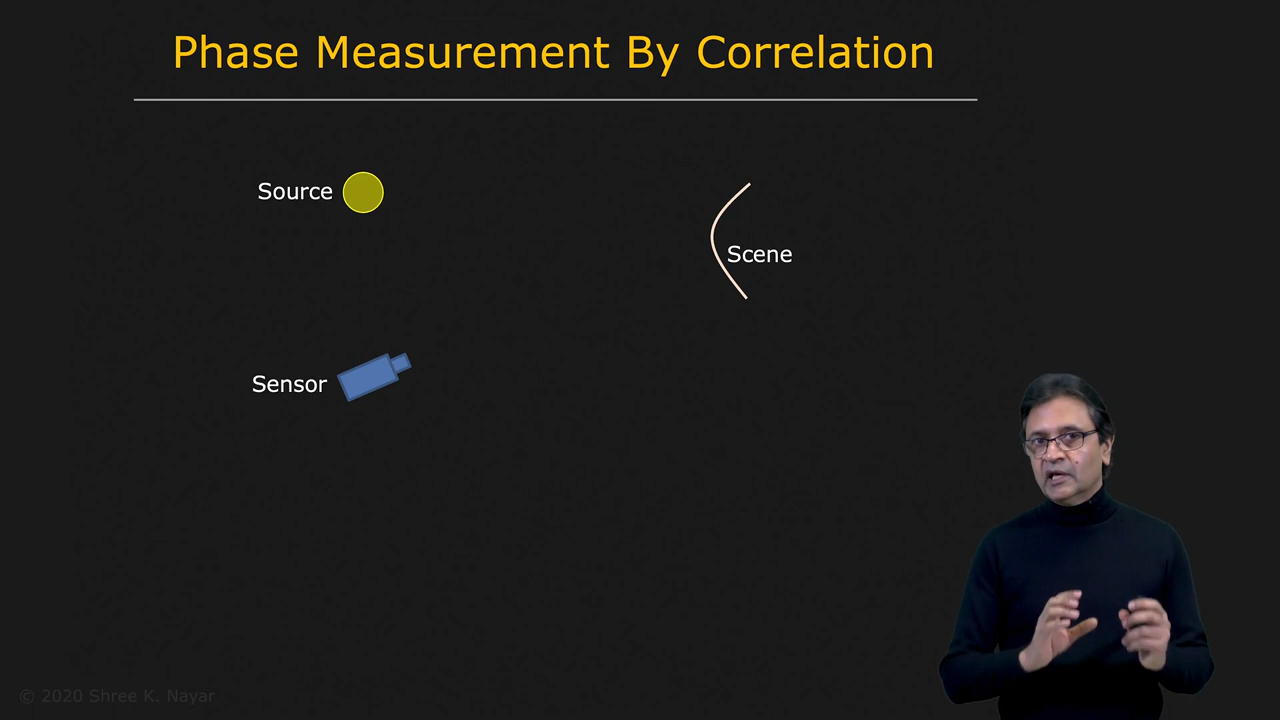 Phase Measurement By Correlation
Source
Scene
Sensor
© 2020 Shree K. Nayar